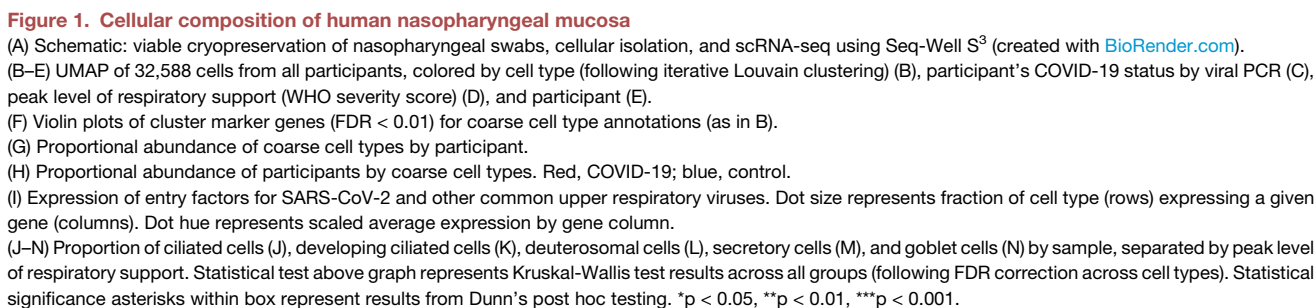 Figure 1. Cellular composition of human nasopharyngeal mucosa
(A) Schematic: viable cryopreservation of nasopharyngeal swabs, cellular isolation, and scRNA-seq using Seq-Well S3 (created with BioRender.com).
(B–E) UMAP of 32,588 cells from all participants, colored by cell type (following iterative Louvain clustering) (B), participant's COVID-19 status by viral PCR (C),
peak level of respiratory support (WHO severity score) (D), and participant (E).
(F) Violin plots of cluster marker genes (FDR < 0.01) for coarse cell type annotations (as in B).
(G) Proportional abundance of coarse cell types by participant.
(H) Proportional abundance of participants by coarse cell types. Red, COVID-19; blue, control.
(I) Expression of entry factors for SARS-CoV-2 and other common upper respiratory viruses. Dot size represents fraction of cell type (rows) expressing a given
gene (columns). Dot hue represents scaled average expression by gene column.
(J–N) Proportion of ciliated cells (J), developing ciliated cells (K), deuterosomal cells (L), secretory cells (M), and goblet cells (N) by sample, separated by peak level
of respiratory support. Statistical test above graph represents Kruskal-Wallis test results across all groups (following FDR correction across cell types). Statistical
significance asterisks within box represent results from Dunn's post hoc testing. *p < 0.05, **p < 0.01, ***p < 0.001.